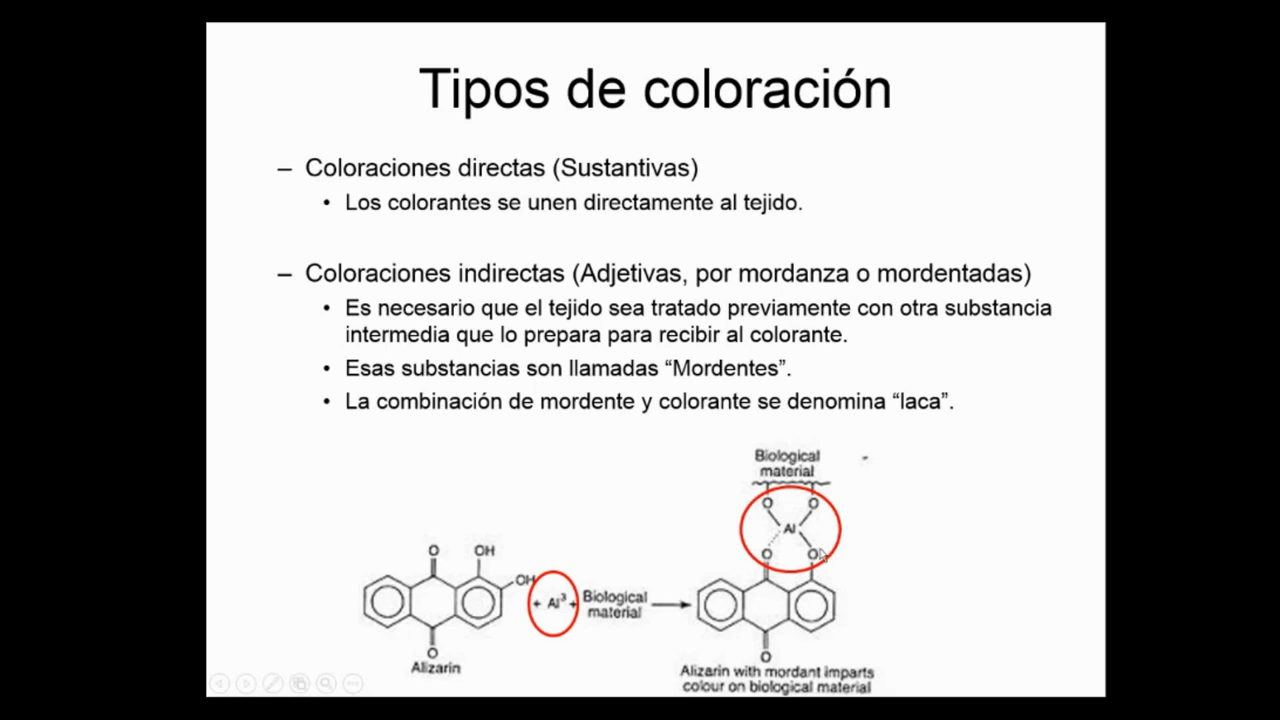 Tipos de coloración
– Coloraciones directas (Sustantivas)
• Los colorantes se unen directamente al tejido.
– Coloraciones indirectas (Adjetivas, por mordanza o mordentadas)
• Es necesario que el tejido sea tratado previamente con otra substancia
intermedia que lo prepara para recibir al colorante.
• Esas substancias son llamadas “Mordentes”.
• La combinación de mordente y colorante se denomina “laca”.
Biological
material
O O
Al
O O
O OH
OH
+ Al³ + Biological
material
O
Alizarin
O
Alizarin with mordant imparts
colour on biological material